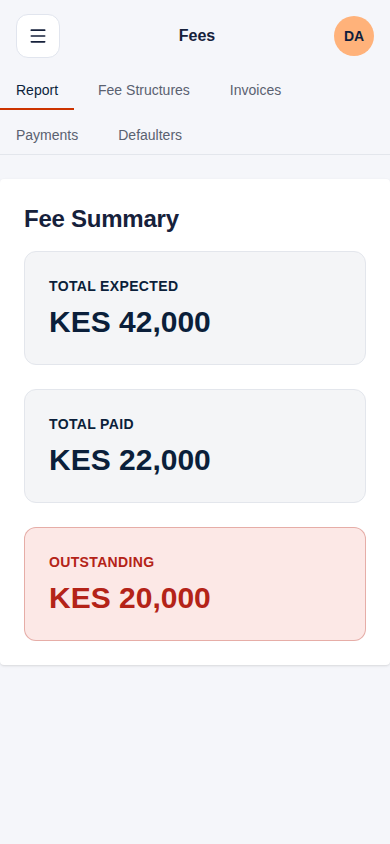 Fees
DA
Report
Fee Structures
Invoices
Payments
Defaulters
Fee Summary
TOTAL EXPECTED
KES 42,000
TOTAL PAID
KES 22,000
OUTSTANDING
KES 20,000